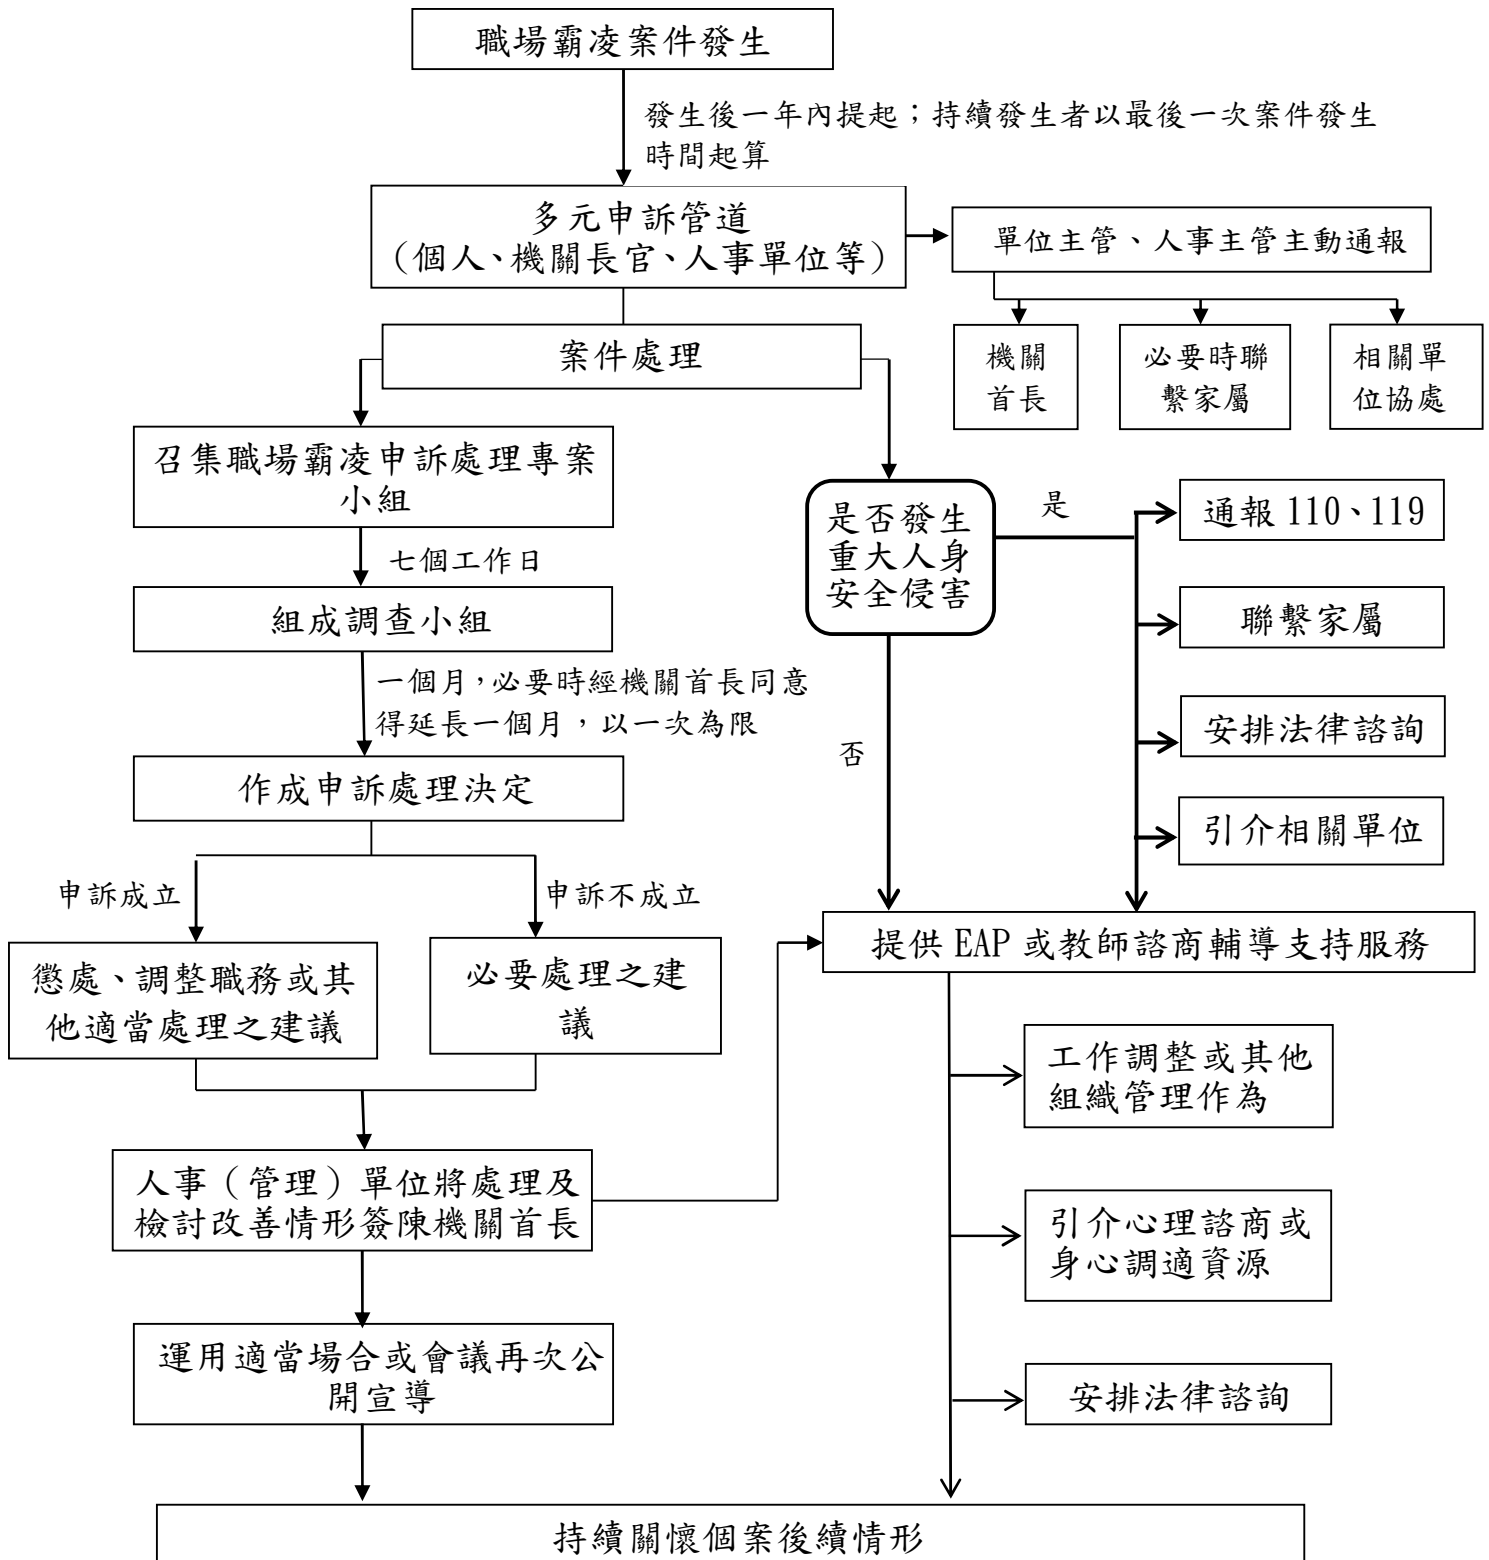 職場霸凌案件發生
發生後一年內提起；持續發生者以最後一次案件發生
時間起算
多元申訴管道
（個人、機關長官、人事單位等）
單位主管、人事主管主動通報
機關
首長
必要時聯
繫家屬
相關單
位協處
案件處理
召集職場霸凌申訴處理專案
小組
七個工作日
組成調查小組
一個月，必要時經機關首長同意
得延長一個月，以一次為限
作成申訴處理決定
申訴成立
申訴不成立
懲處、調整職務或其
他適當處理之建議
必要處理之建
議
人事（管理）單位將處理及
檢討改善情形簽陳機關首長
運用適當場合或會議再次公
開宣導
是否發生
重大人身
安全侵害
是
否
通報 110、119
聯繫家屬
安排法律諮詢
引介相關單位
提供 EAP 或教師諮商輔導支持服務
工作調整或其他
組織管理作為
引介心理諮商或
身心調適資源
安排法律諮詢
持續關懷個案後續情形